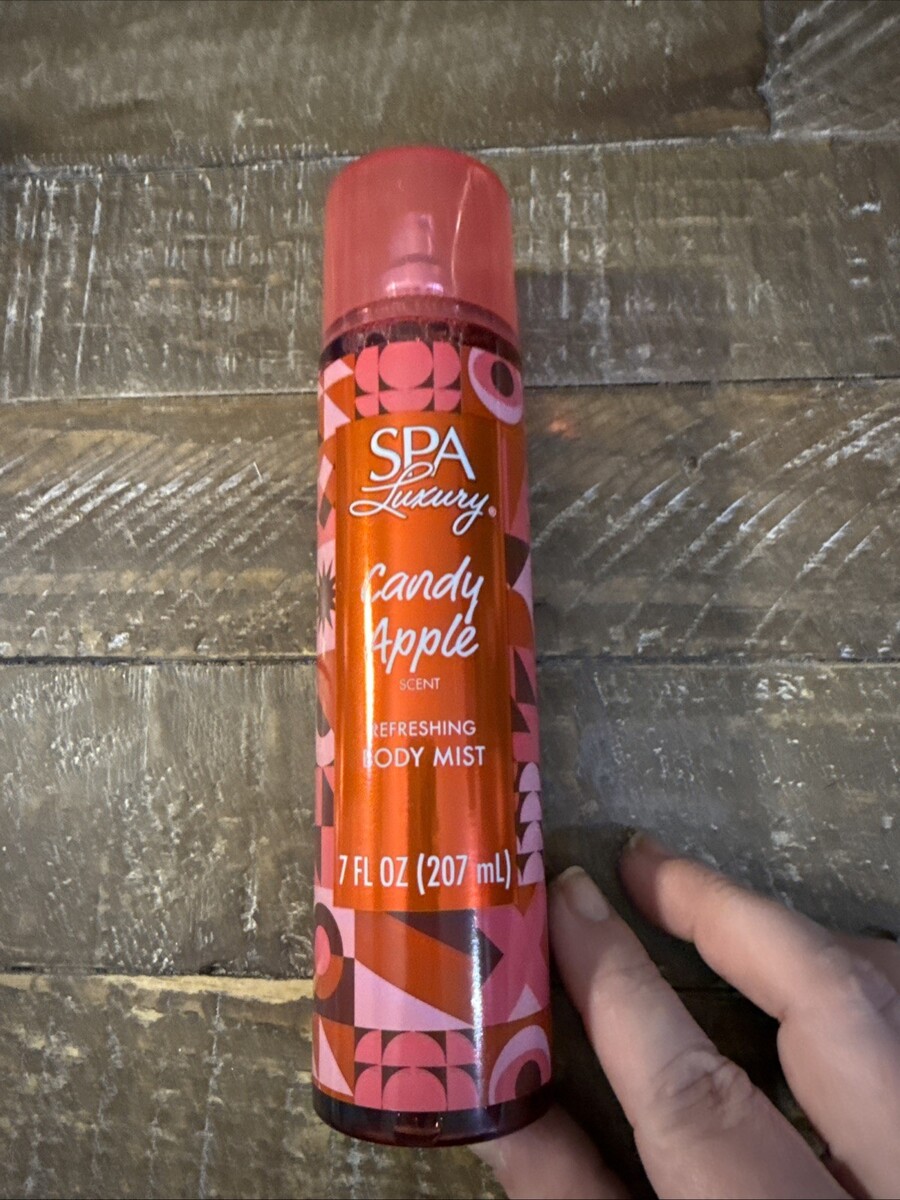 SPA
Luxury®
Candy
Apple
SCENT
REFRESHING
BODY MIST
7 FL OZ (207 mL)